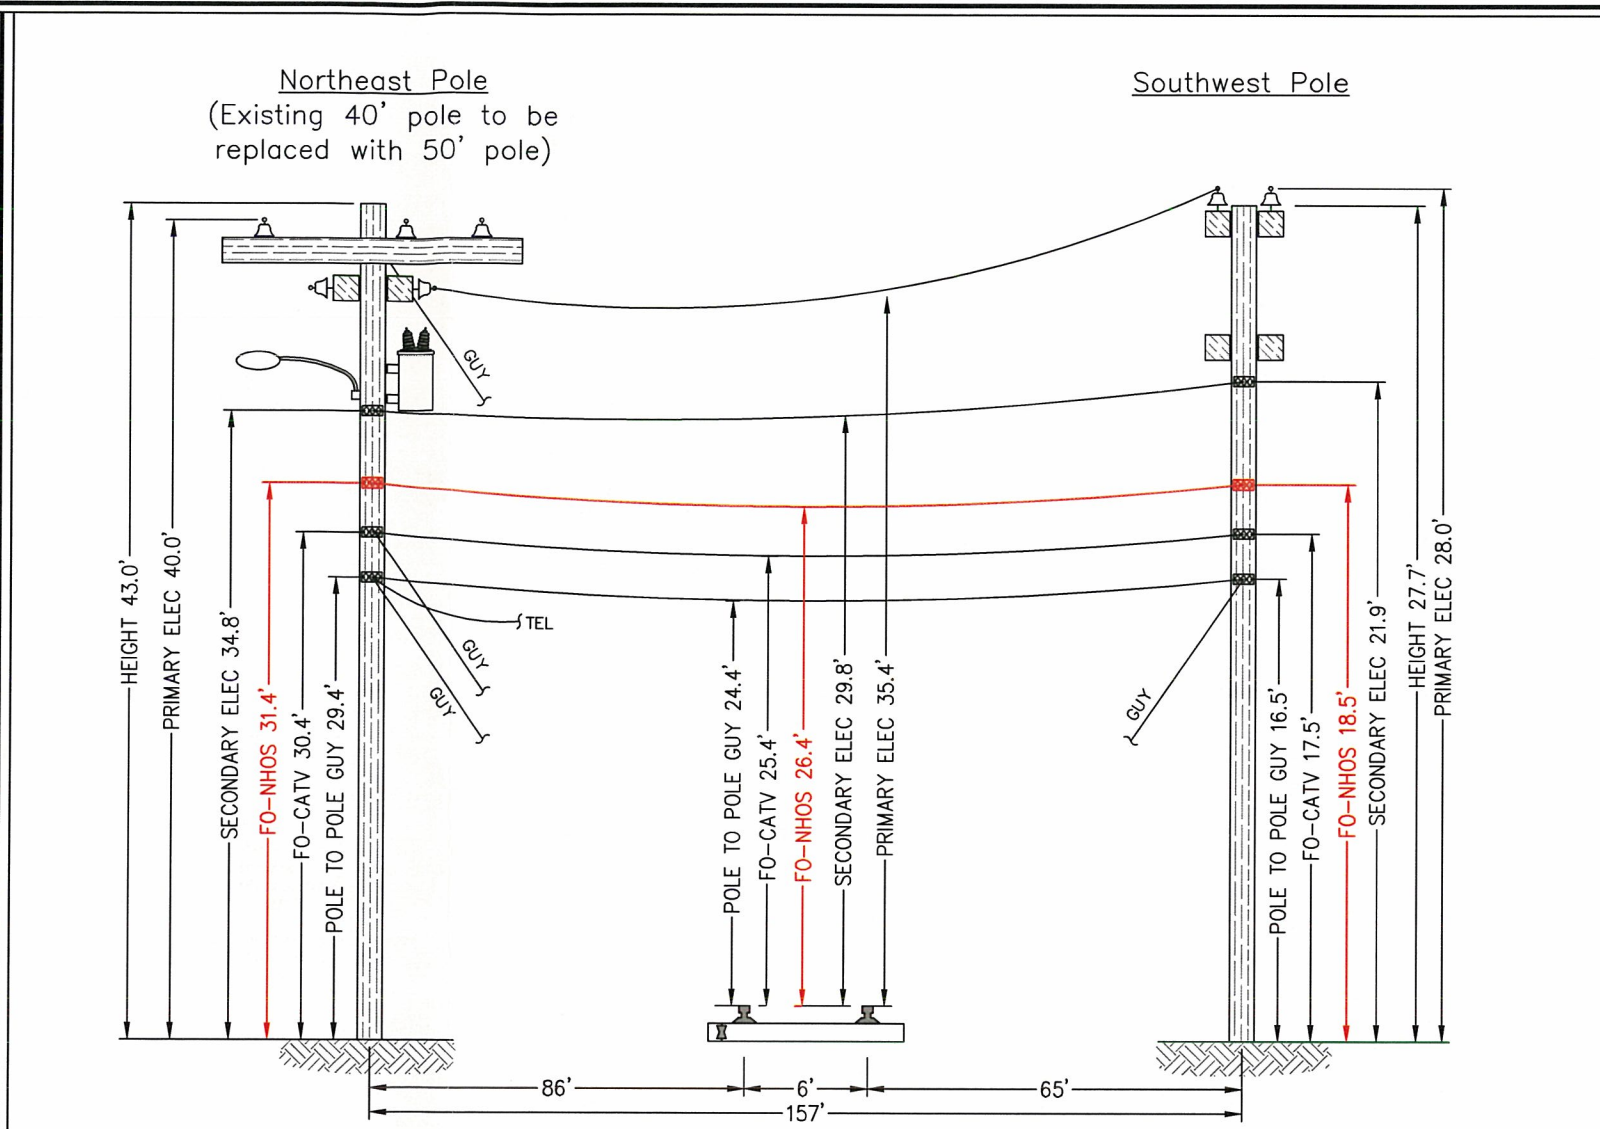 Northeast Pole
(Existing 40' pole to be
replaced with 50' pole)
Southwest Pole
HEIGHT 43.0'
PRIMARY ELEC 40.0'
SECONDARY ELEC 34.8'
FO-NHOS 31.4'
FO-CATV 30.4'
POLE TO POLE GUY 29.4'
GUY
TEL
GUY
GUY
POLE TO POLE GUY 24.4'
FO-CATV 25.4'
FO-NHOS 26.4'
SECONDARY ELEC 29.8'
PRIMARY ELEC 35.4'
GUY
POLE TO POLE GUY 16.5'
FO-CATV 17.5'
FO-NHOS 18.5'
SECONDARY ELEC 21.9'
HEIGHT 27.7'
PRIMARY ELEC 28.0'
86'
6'
65'
157'